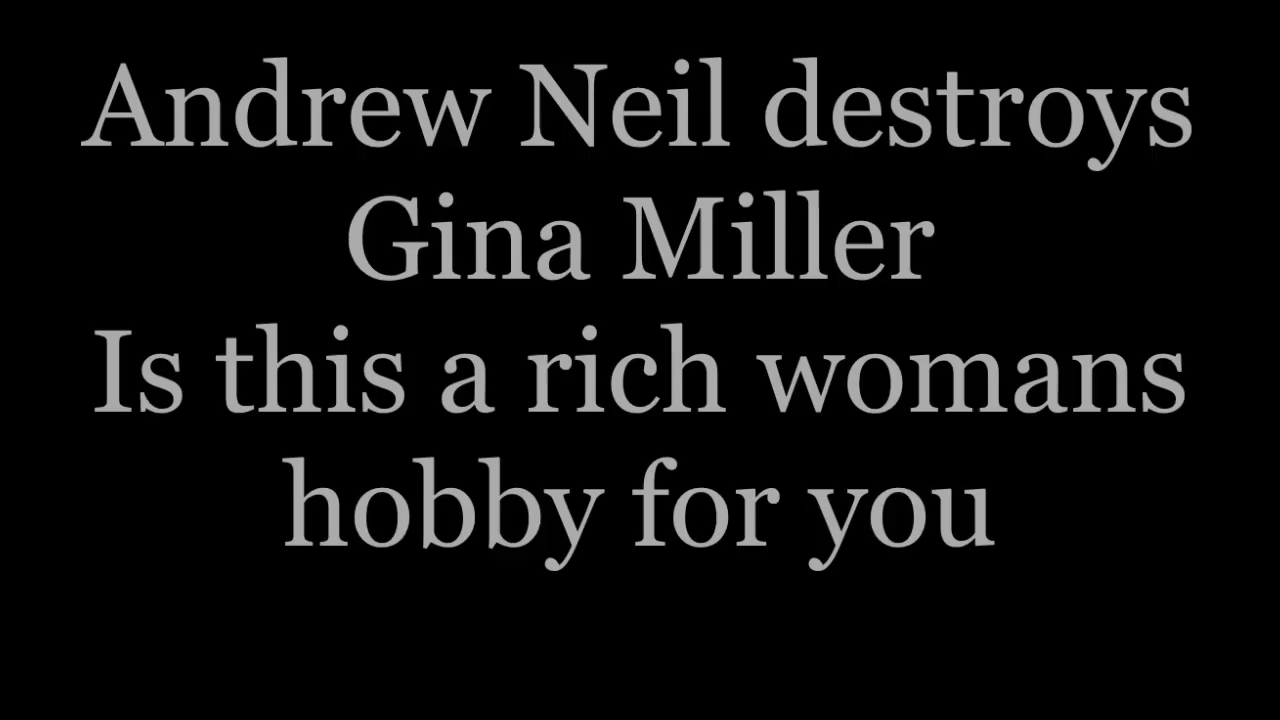 Andrew Neil destroys
Gina Miller
Is this a rich womans
hobby for you